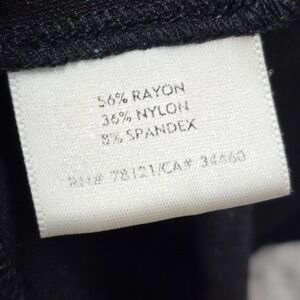 56% RAYON
36% NYLON
8% SPANDEX
RN# 78121/CA# 34460